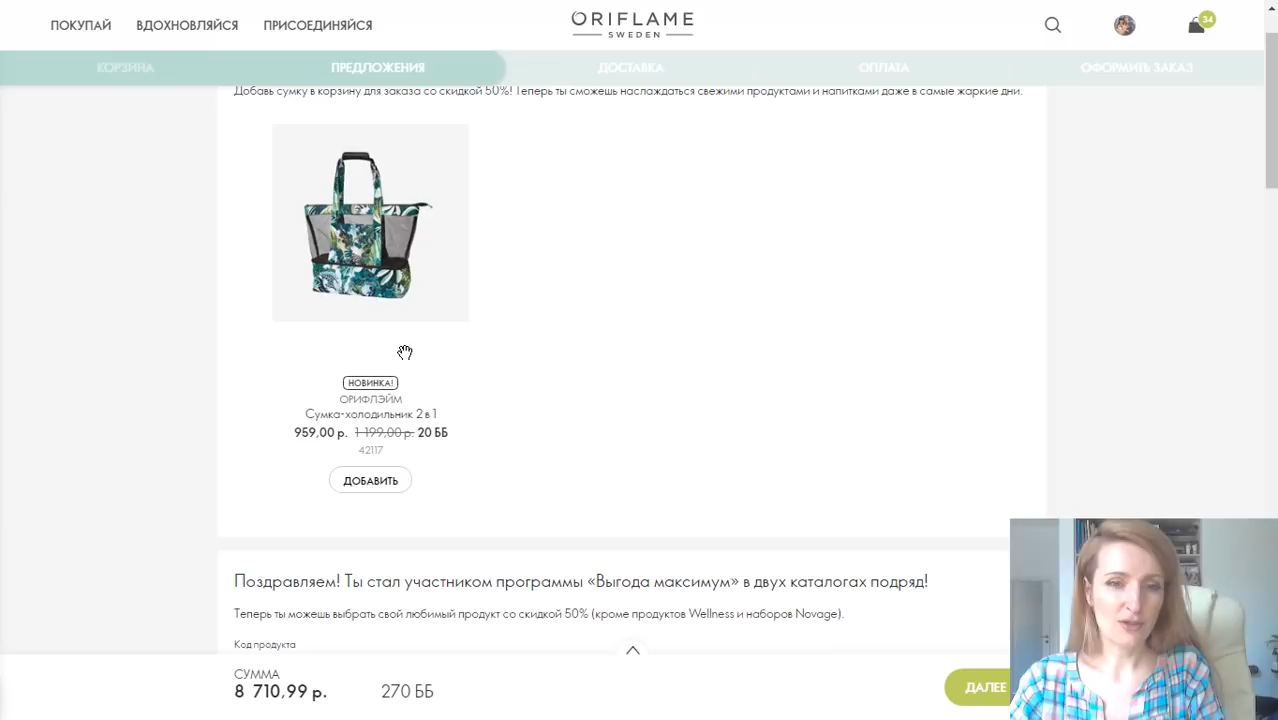 ПОКУПАЙ ВДОХНОВЛЯЙСЯ ПРИСОЕДИНЯЙСЯ
ORIFLAME
SWEDEN
34
КОРЗИНА ПРЕДЛОЖЕНИЯ ДОСТАВКА ОПЛАТА ОФОРМИТЬ ЗАКАЗ
Добавь сумку в корзину для заказа со скидкой 50%! Теперь ты сможешь наслаждаться свежими продуктами и напитками даже в самые жаркие дни.
НОВИНКА!
ОРИФЛЭЙМ
Сумка-холодильник 2 в 1
959,00 р. 1 199,00 р. 20 ББ
42117
ДОБАВИТЬ
Поздравляем! Ты стал участником программы «Выгода максимум» в двух каталогах подряд!
Теперь ты можешь выбрать свой любимый продукт со скидкой 50% (кроме продуктов Wellness и наборов Novage).
Код продукта
СУММА
8 710,99 р. 270 ББ
ДАЛЕЕ